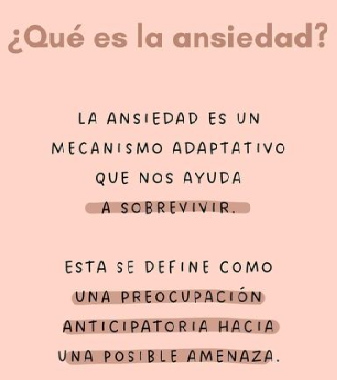 ¿Qué es la ansiedad?
LA ANSIEDAD ES UN
MECANISMO ADAPTATIVO
QUE NOS AYUDA
A SOBREVIVIR.
ESTA SE DEFINE COMO
UNA PREOCUPACIÓN
ANTICIPATORIA HACIA
UNA POSIBLE AMENAZA.